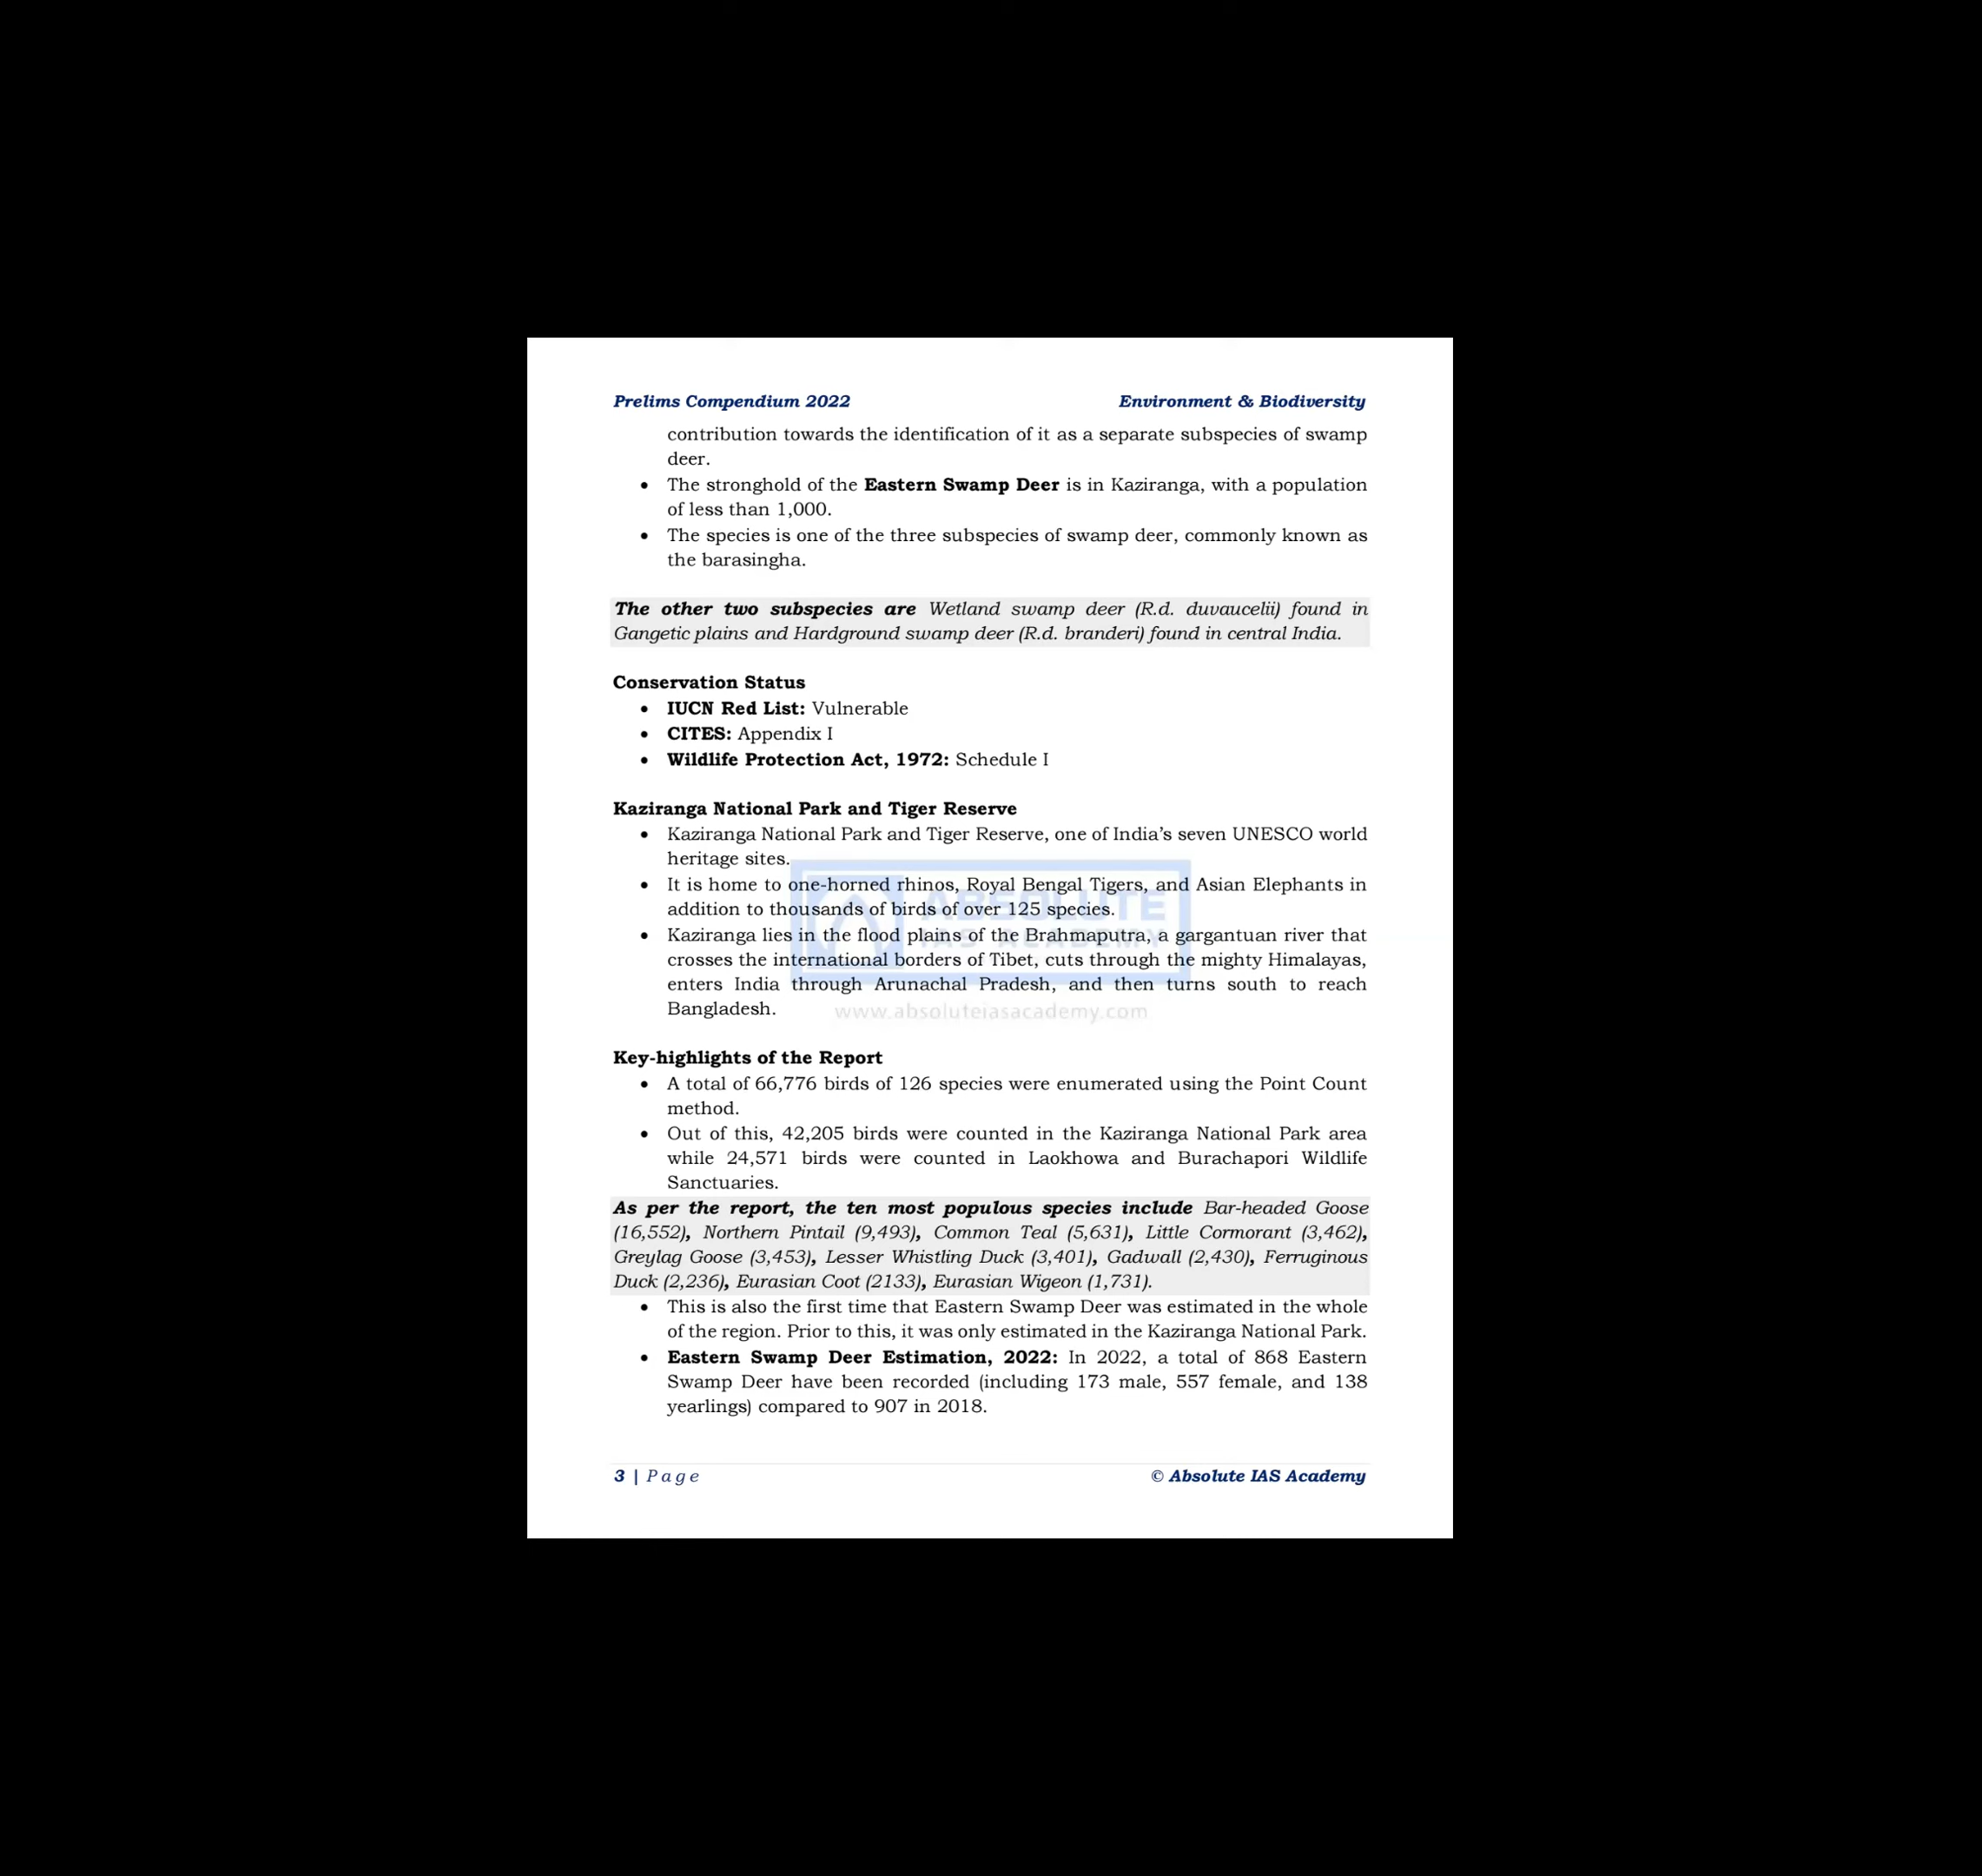 Prelims Compendium 2022 Environment & Biodiversity
contribution towards the identification of it as a separate subspecies of swamp
deer.
• The stronghold of the Eastern Swamp Deer is in Kaziranga, with a population
of less than 1,000.
• The species is one of the three subspecies of swamp deer, commonly known as
the barasingha.
The other two subspecies are Wetland swamp deer (R.d. duvaucelii) found in
Gangetic plains and Hardground swamp deer (R.d. branderi) found in central India.
Conservation Status
• IUCN Red List: Vulnerable
• CITES: Appendix I
• Wildlife Protection Act, 1972: Schedule I
Kaziranga National Park and Tiger Reserve
• Kaziranga National Park and Tiger Reserve, one of India’s seven UNESCO world
heritage sites.
• It is home to one-horned rhinos, Royal Bengal Tigers, and Asian Elephants in
addition to thousands of birds of over 125 species.
• Kaziranga lies in the flood plains of the Brahmaputra, a gargantuan river that
crosses the international borders of Tibet, cuts through the mighty Himalayas,
enters India through Arunachal Pradesh, and then turns south to reach
Bangladesh.
ABSOLUTE
IAS ACADEMY
www.absoluteiasacademy.com
Key-highlights of the Report
• A total of 66,776 birds of 126 species were enumerated using the Point Count
method.
• Out of this, 42,205 birds were counted in the Kaziranga National Park area
while 24,571 birds were counted in Laokhowa and Burachapori Wildlife
Sanctuaries.
As per the report, the ten most populous species include Bar-headed Goose
(16,552), Northern Pintail (9,493), Common Teal (5,631), Little Cormorant (3,462),
Greylag Goose (3,453), Lesser Whistling Duck (3,401), Gadwall (2,430), Ferruginous
Duck (2,236), Eurasian Coot (2133), Eurasian Wigeon (1,731).
• This is also the first time that Eastern Swamp Deer was estimated in the whole
of the region. Prior to this, it was only estimated in the Kaziranga National Park.
• Eastern Swamp Deer Estimation, 2022: In 2022, a total of 868 Eastern
Swamp Deer have been recorded (including 173 male, 557 female, and 138
yearlings) compared to 907 in 2018.
3 | Page © Absolute IAS Academy